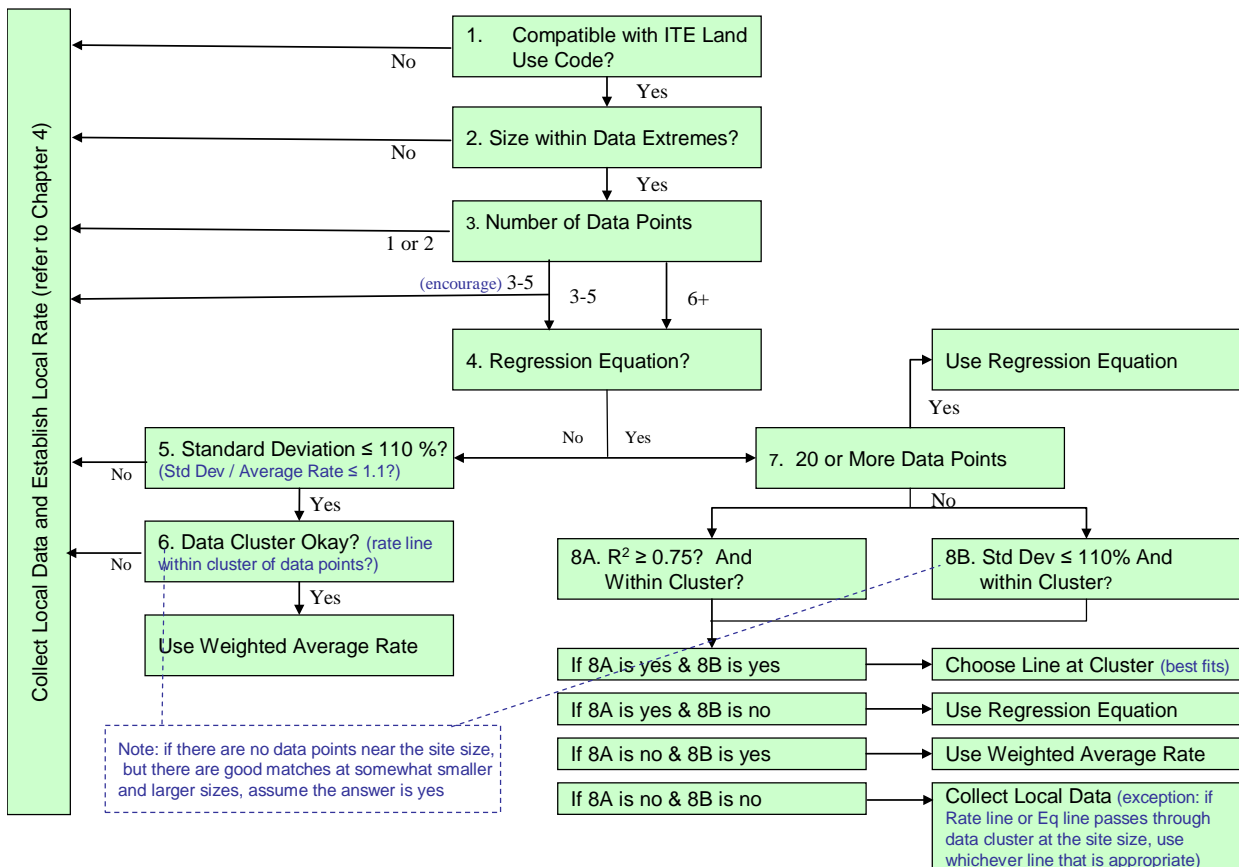 Collect Local Data and Establish Local Rate (refer to Chapter 4)
1. Compatible with ITE Land
Use Code?
No
Yes
2. Size within Data Extremes?
No
Yes
3. Number of Data Points
1 or 2
(encourage) 3-5
3-5
6+
4. Regression Equation?
Use Regression Equation
Yes
No
Yes
5. Standard Deviation ≤ 110 %?
(Std Dev / Average Rate ≤ 1.1?)
No
7. 20 or More Data Points
Yes
No
6. Data Cluster Okay? (rate line
within cluster of data points?)
No
8A. R² ≥ 0.75? And
Within Cluster?
8B. Std Dev ≤ 110% And
within Cluster?
Yes
Use Weighted Average Rate
If 8A is yes & 8B is yes
Choose Line at Cluster (best fits)
If 8A is yes & 8B is no
Use Regression Equation
Note: if there are no data points near the site size,
but there are good matches at somewhat smaller
and larger sizes, assume the answer is yes
If 8A is no & 8B is yes
Use Weighted Average Rate
If 8A is no & 8B is no
Collect Local Data (exception: if
Rate line or Eq line passes through
data cluster at the site size, use
whichever line that is appropriate)